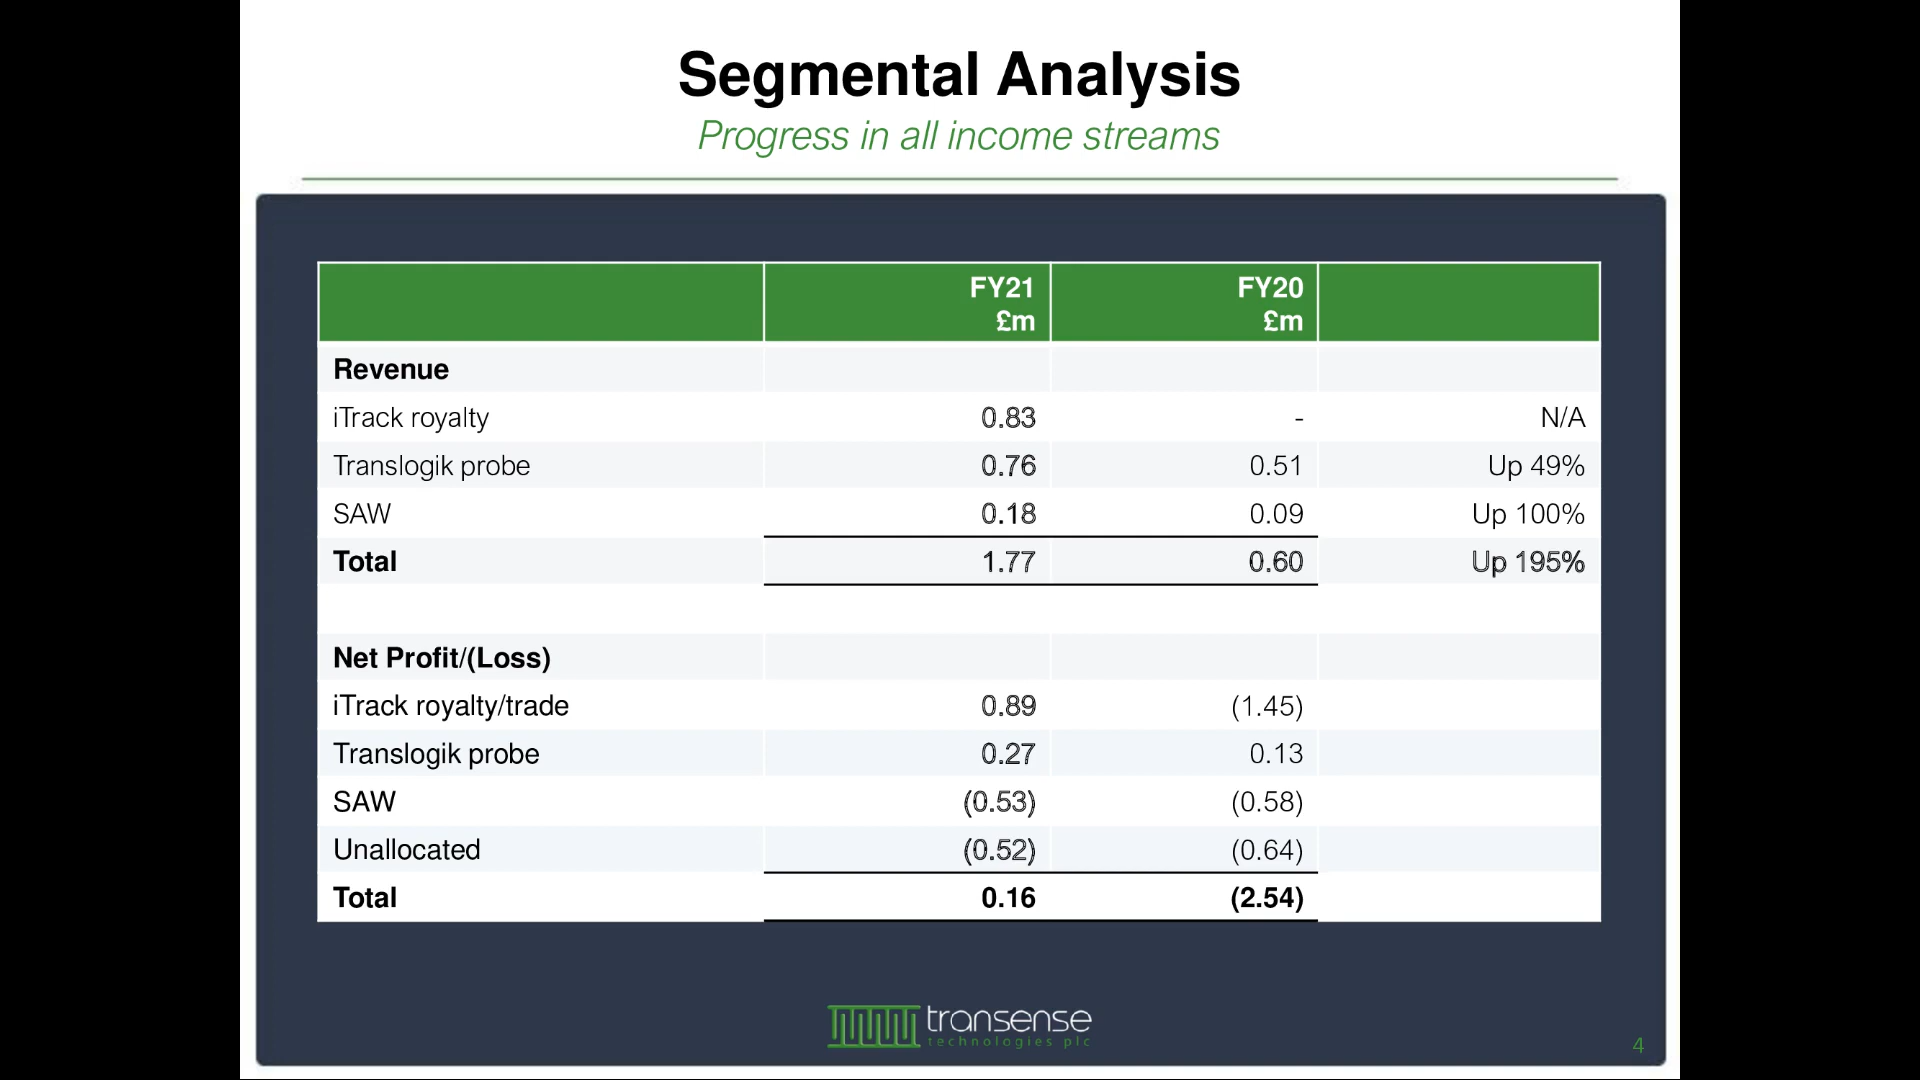 Segmental Analysis
Progress in all income streams
FY21 FY20
£m £m
Revenue
iTrack royalty 0.83 - N/A
Translogik probe 0.76 0.51 Up 49%
SAW 0.18 0.09 Up 100%
Total 1.77 0.60 Up 195%
Net Profit/(Loss)
iTrack royalty/trade 0.89 (1.45)
Translogik probe 0.27 0.13
SAW (0.53) (0.58)
Unallocated (0.52) (0.64)
Total 0.16 (2.54)
transense
technologies plc
4